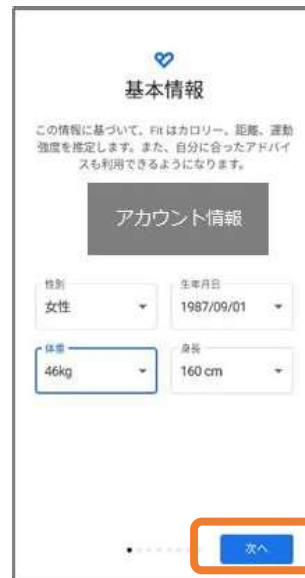 基本情報
この情報に基づいて、Fit はカロリー、距離、運動
強度を推定します。また、自分に合ったアドバイ
スも利用できるようになります。
アカウント情報
性別
女性
生年月日
1987/09/01
体重
46kg
身長
160 cm
次へ